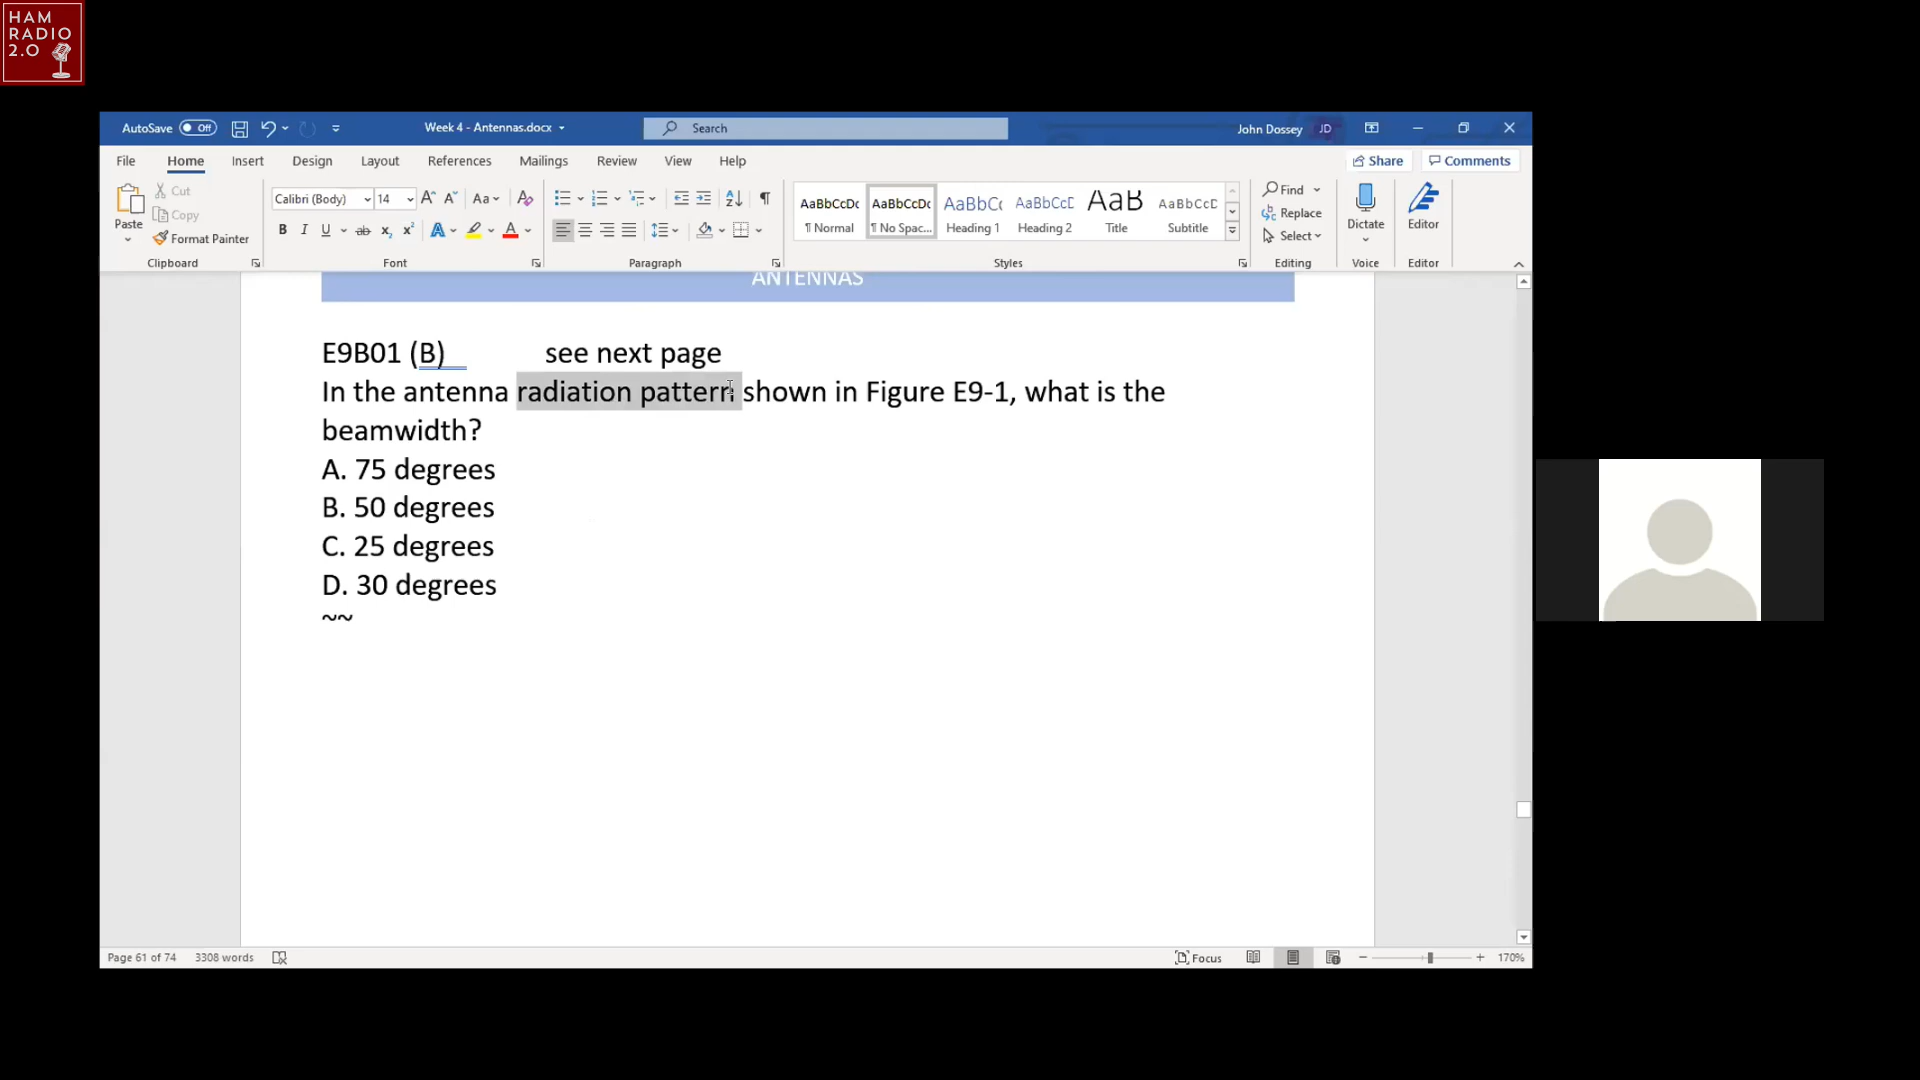 HAM
RADIO
2.0
AutoSave Off Week 4 - Antennas.docx Search John Dossey JD
File Home Insert Design Layout References Mailings Review View Help Share Comments
Paste Cut Copy Format Painter
Calibri (Body) 14 Aa
B I U ab x₂ x² A A
AaBbCcDc AaBbCcDc AaBbCc AaBbCcD AaB AaBbCcD
¶ Normal ¶ No Spac... Heading 1 Heading 2 Title Subtitle
Find Replace Select Dictate Editor
Clipboard Font Paragraph Styles Editing Voice Editor
ANTENNAS
E9B01 (B) see next page
In the antenna radiation pattern shown in Figure E9-1, what is the
beamwidth?
A. 75 degrees
B. 50 degrees
C. 25 degrees
D. 30 degrees
~~
Page 61 of 74 3308 words Focus 170%